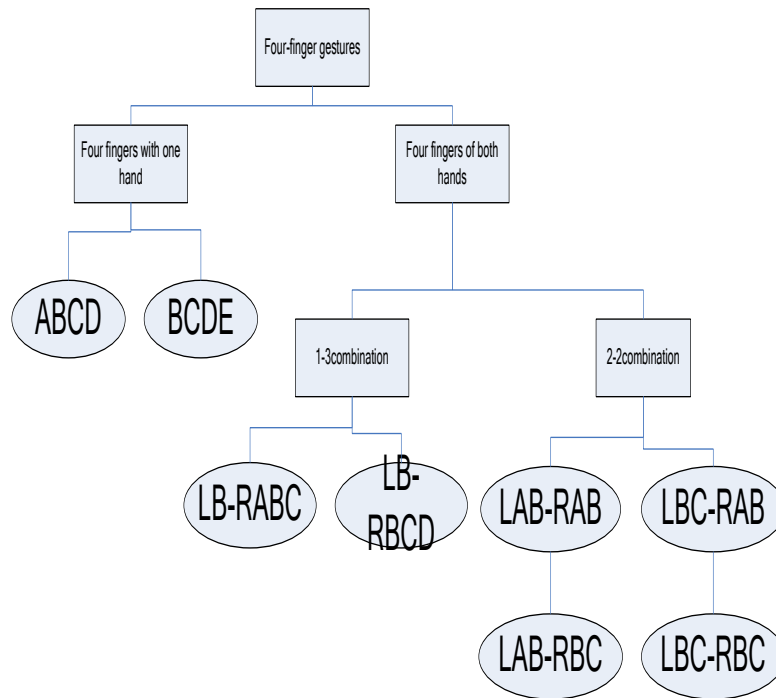 Four-finger gestures
Four fingers with one
hand
Four fingers of both
hands
ABCD
BCDE
1-3combination
2-2combination
LB-RABC
LB-
RBCD
LAB-RAB
LBC-RAB
LAB-RBC
LBC-RBC